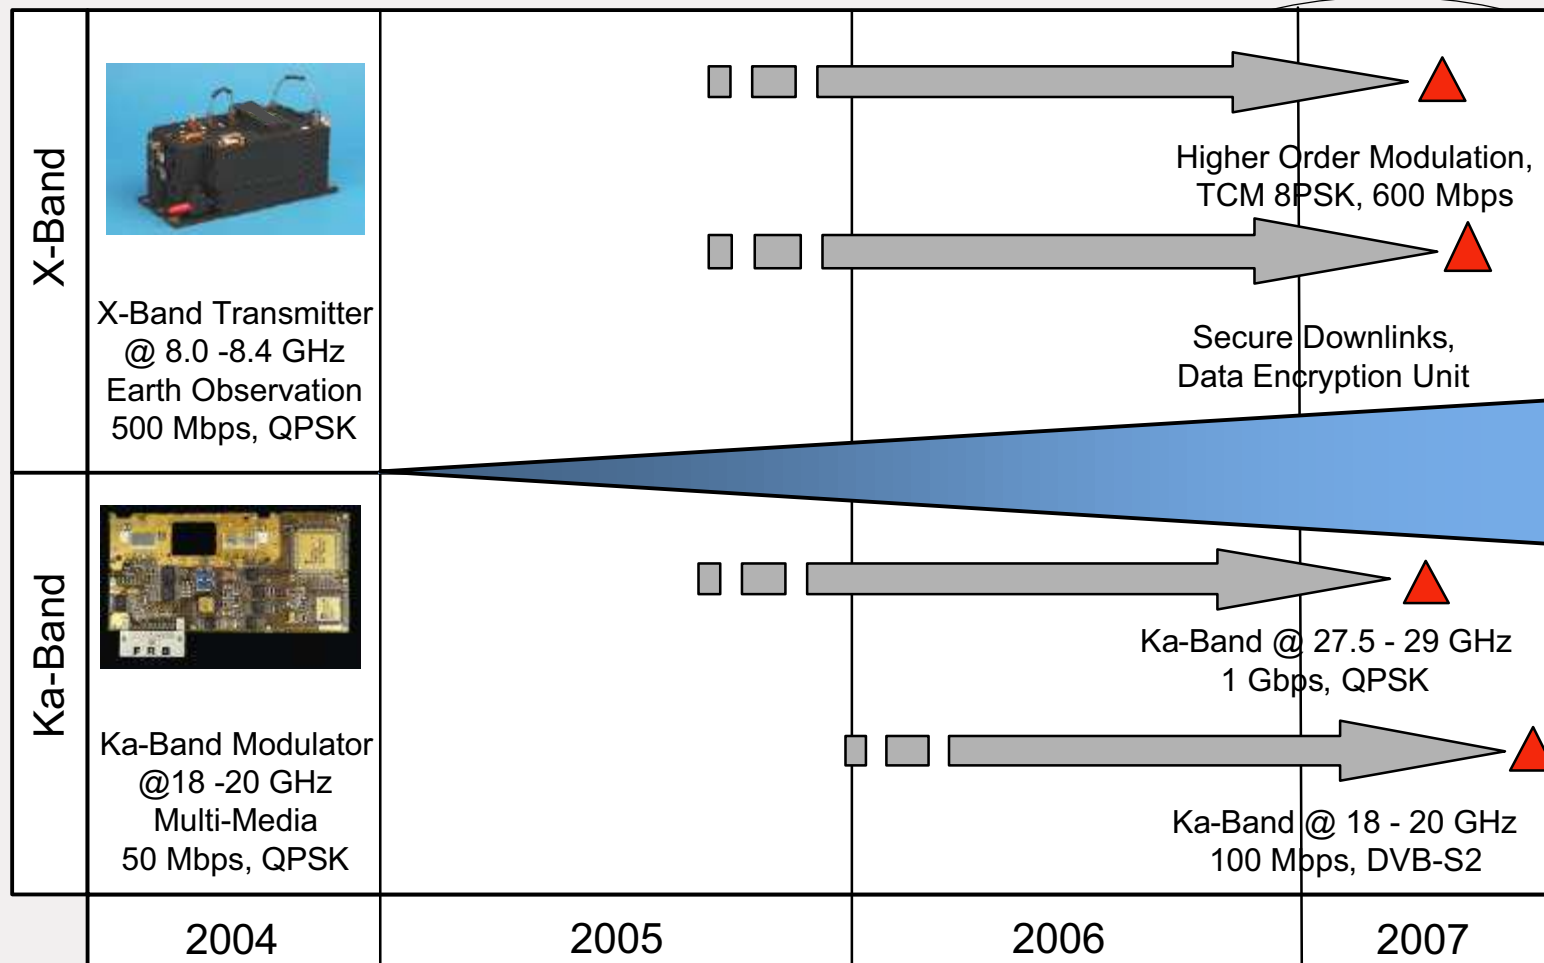 X-Band
X-Band Transmitter
@ 8.0 -8.4 GHz
Earth Observation
500 Mbps, QPSK
Higher Order Modulation,
TCM 8PSK, 600 Mbps
Secure Downlinks,
Data Encryption Unit
Ka-Band
F R B
Ka-Band Modulator
@18 -20 GHz
Multi-Media
50 Mbps, QPSK
Ka-Band @ 27.5 - 29 GHz
1 Gbps, QPSK
Ka-Band @ 18 - 20 GHz
100 Mbps, DVB-S2
2004
2005
2006
2007